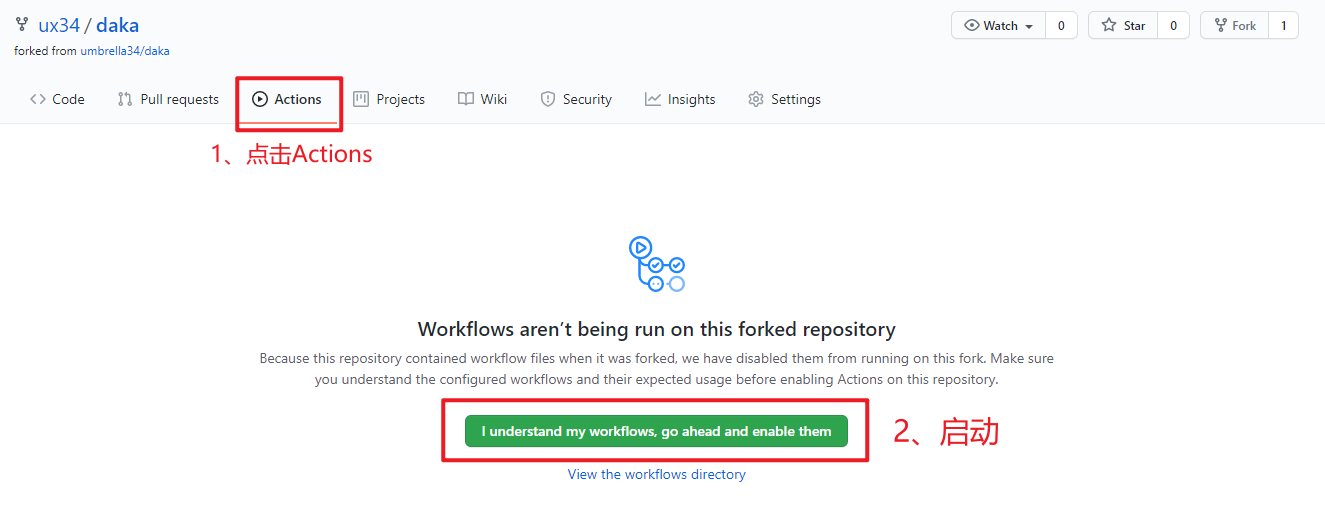 ux34 / daka
Watch 0 Star 0 Fork 1
forked from umbrella34/daka
Code Pull requests Actions Projects Wiki Security Insights Settings
1、点击Actions
Workflows aren’t being run on this forked repository
Because this repository contained workflow files when it was forked, we have disabled them from running on this fork. Make sure
you understand the configured workflows and their expected usage before enabling Actions on this repository.
I understand my workflows, go ahead and enable them
2、启动
View the workflows directory